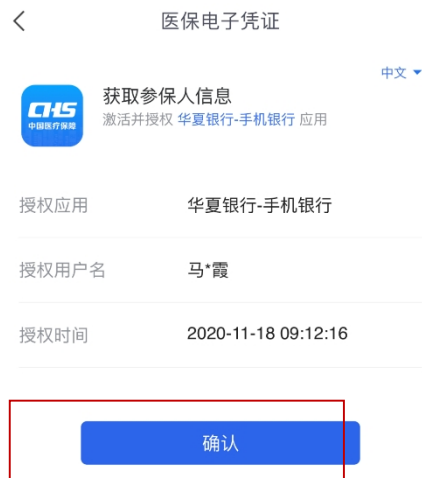 医保电子凭证
中文
CHS
中国医疗保障
获取参保人信息
激活并授权 华夏银行-手机银行 应用
授权应用 华夏银行-手机银行
授权用户名 马*霞
授权时间 2020-11-18 09:12:16
确认